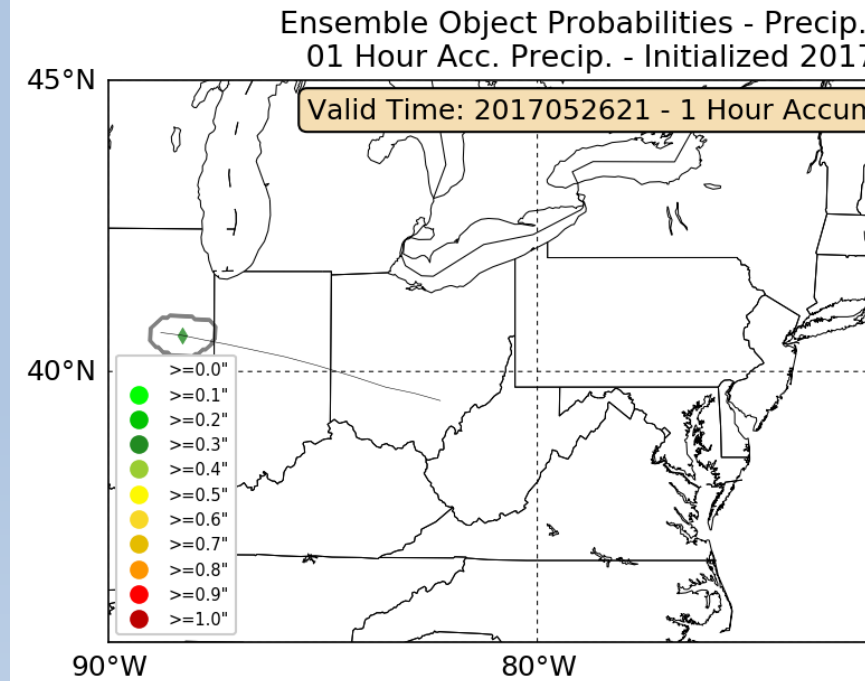 Ensemble Object Probabilities - Precip.
01 Hour Acc. Precip. - Initialized 2017
45°N
Valid Time: 2017052621 - 1 Hour Accum
40°N
>=0.0"
>=0.1"
>=0.2"
>=0.3"
>=0.4"
>=0.5"
>=0.6"
>=0.7"
>=0.8"
>=0.9"
>=1.0"
90°W
80°W